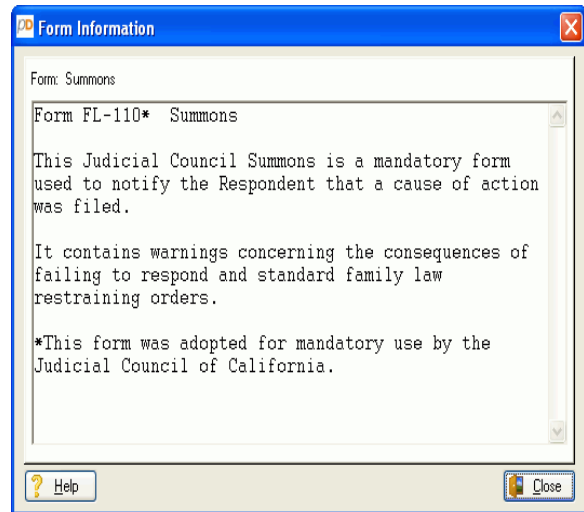 Form Information
Form: Summons
Form FL-110*  Summons
This Judicial Council Summons is a mandatory form
used to notify the Respondent that a cause of action
was filed.
It contains warnings concerning the consequences of
failing to respond and standard family law
restraining orders.
*This form was adopted for mandatory use by the
Judicial Council of California.
Help
Close